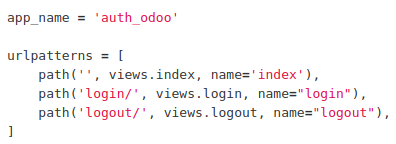 app_name = 'auth_odoo'

urlpatterns = [
    path('', views.index, name='index'),
    path('login/', views.login, name="login"),
    path('logout/', views.logout, name="logout"),
]